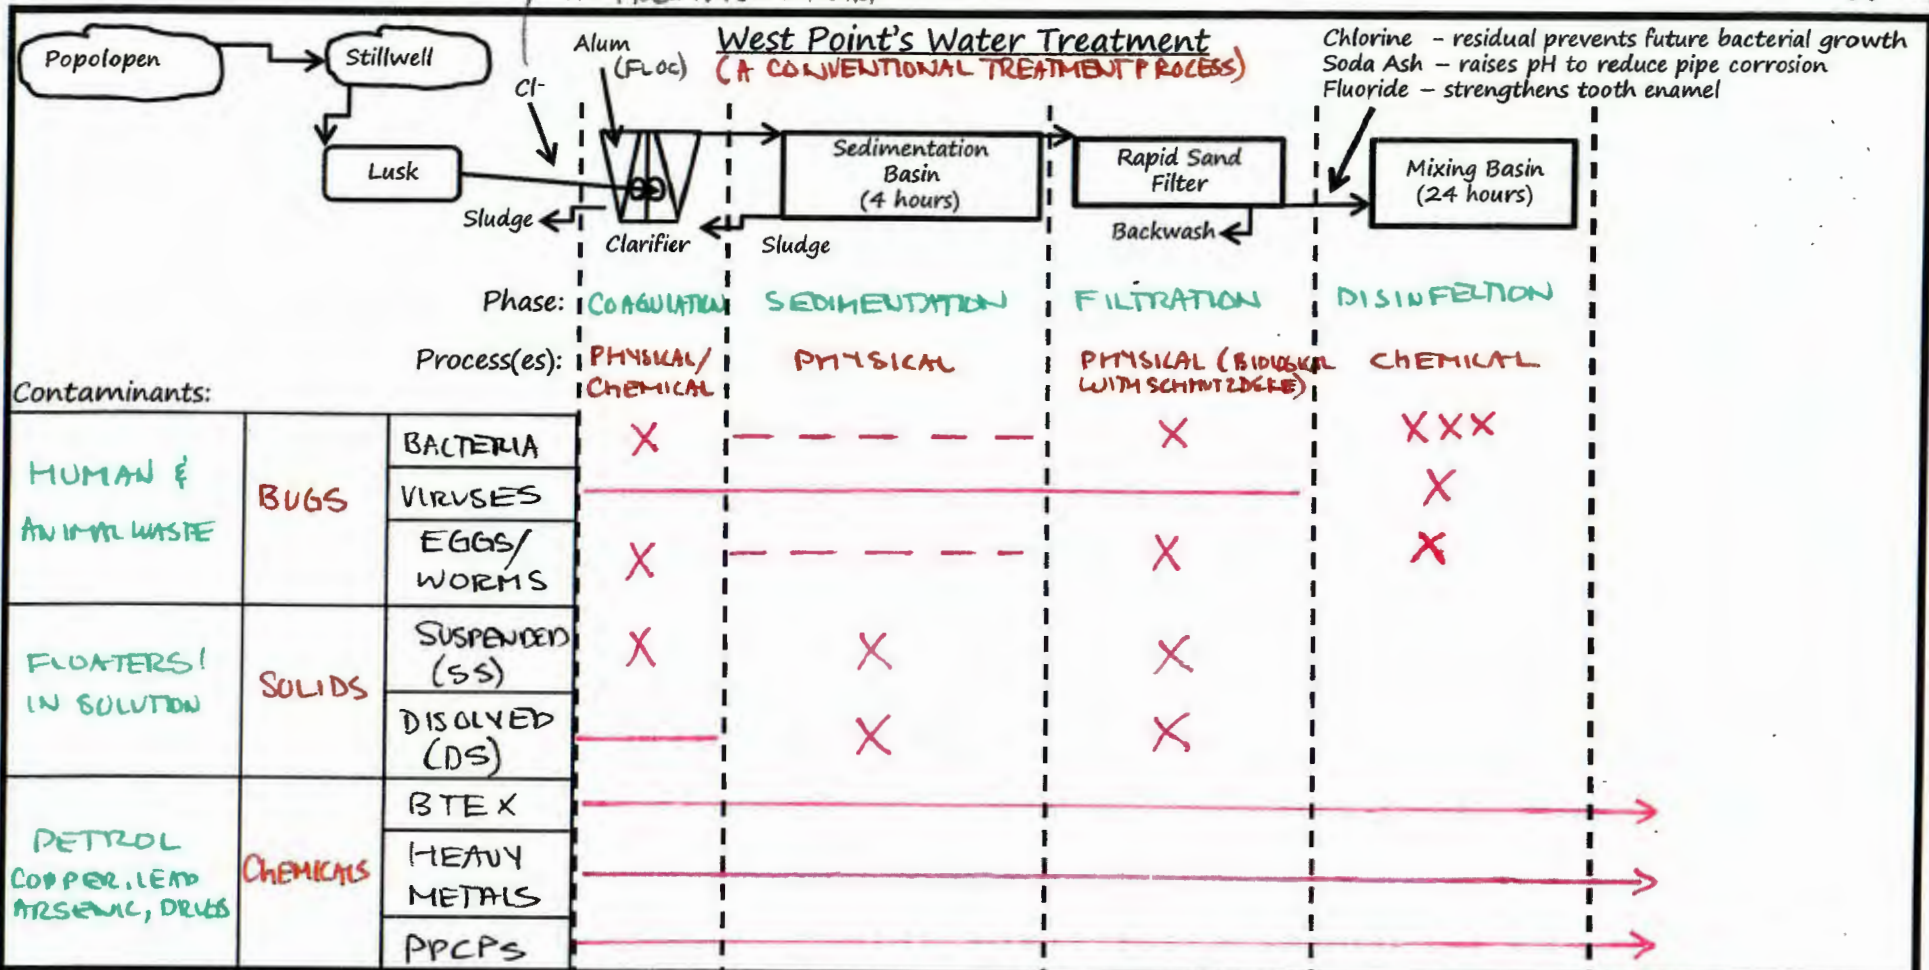 West Point's Water Treatment
(A CONVENTIONAL TREATMENT PROCESS)
Popolopen
Stillwell
Lusk
Cl-
Alum
(FLOC)
Chlorine - residual prevents future bacterial growth
Soda Ash - raises pH to reduce pipe corrosion
Fluoride - strengthens tooth enamel
Sludge
Clarifier
Sedimentation
Basin
(4 hours)
Sludge
Rapid Sand
Filter
Backwash
Mixing Basin
(24 hours)
Phase: COAGULATION SEDIMENTATION FILTRATION DISINFECTION
Process(es): PHYSICAL/ PHYSICAL PHYSICAL (BIOLOGICAL CHEMICAL
CHEMICAL WITH
Contaminants:
HUMAN &
ANIMAL WASTE
BUGS
BACTERIA X X XXX
VIRUSES X
EGGS/
WORMS X X X
FLOATERS!
IN SOLUTION
SOLIDS
SUSPENDED
(SS) X X X
DISOLVED
(DS) X X
PETROL
COPPER, LEAD
ARSENIC, DRUGS
CHEMICALS
BTEX
HEAVY
METALS
PPCPs